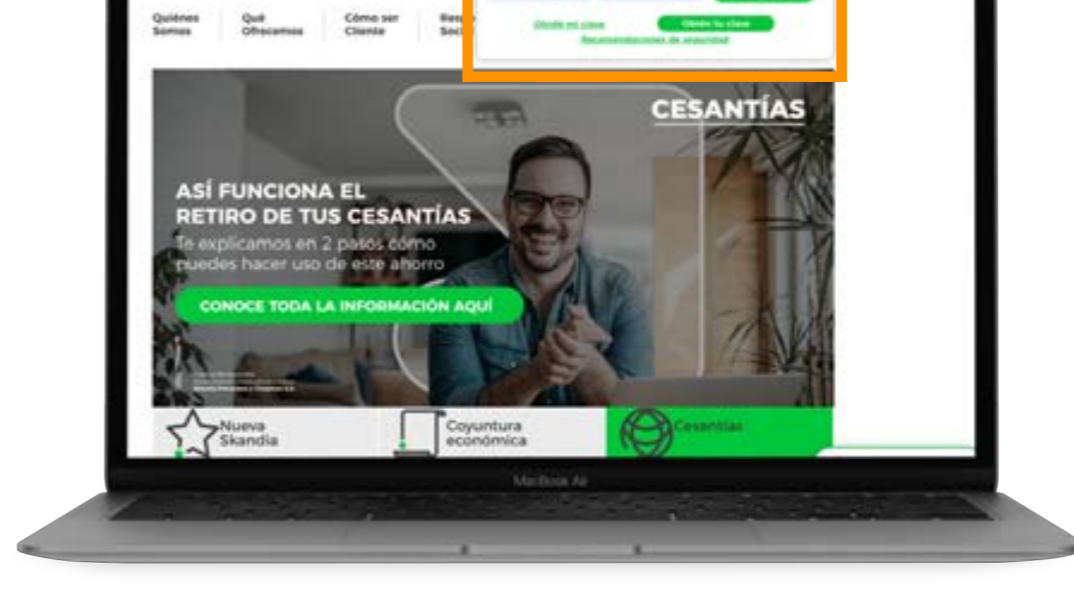 Quiénes
Somos
Qué
Ofrecemos
Cómo ser
Cliente
Olvidé mi clave
Obtén tu clave
Recomendaciones de seguridad
CESANTÍAS
ASÍ FUNCIONA EL
RETIRO DE TUS CESANTÍAS
Te explicamos en 2 pasos cómo
puedes hacer uso de este ahorro
CONOCE TODA LA INFORMACIÓN AQUÍ
Nueva
Skandia
Coyuntura
económica
Cesantías
MacBook Air